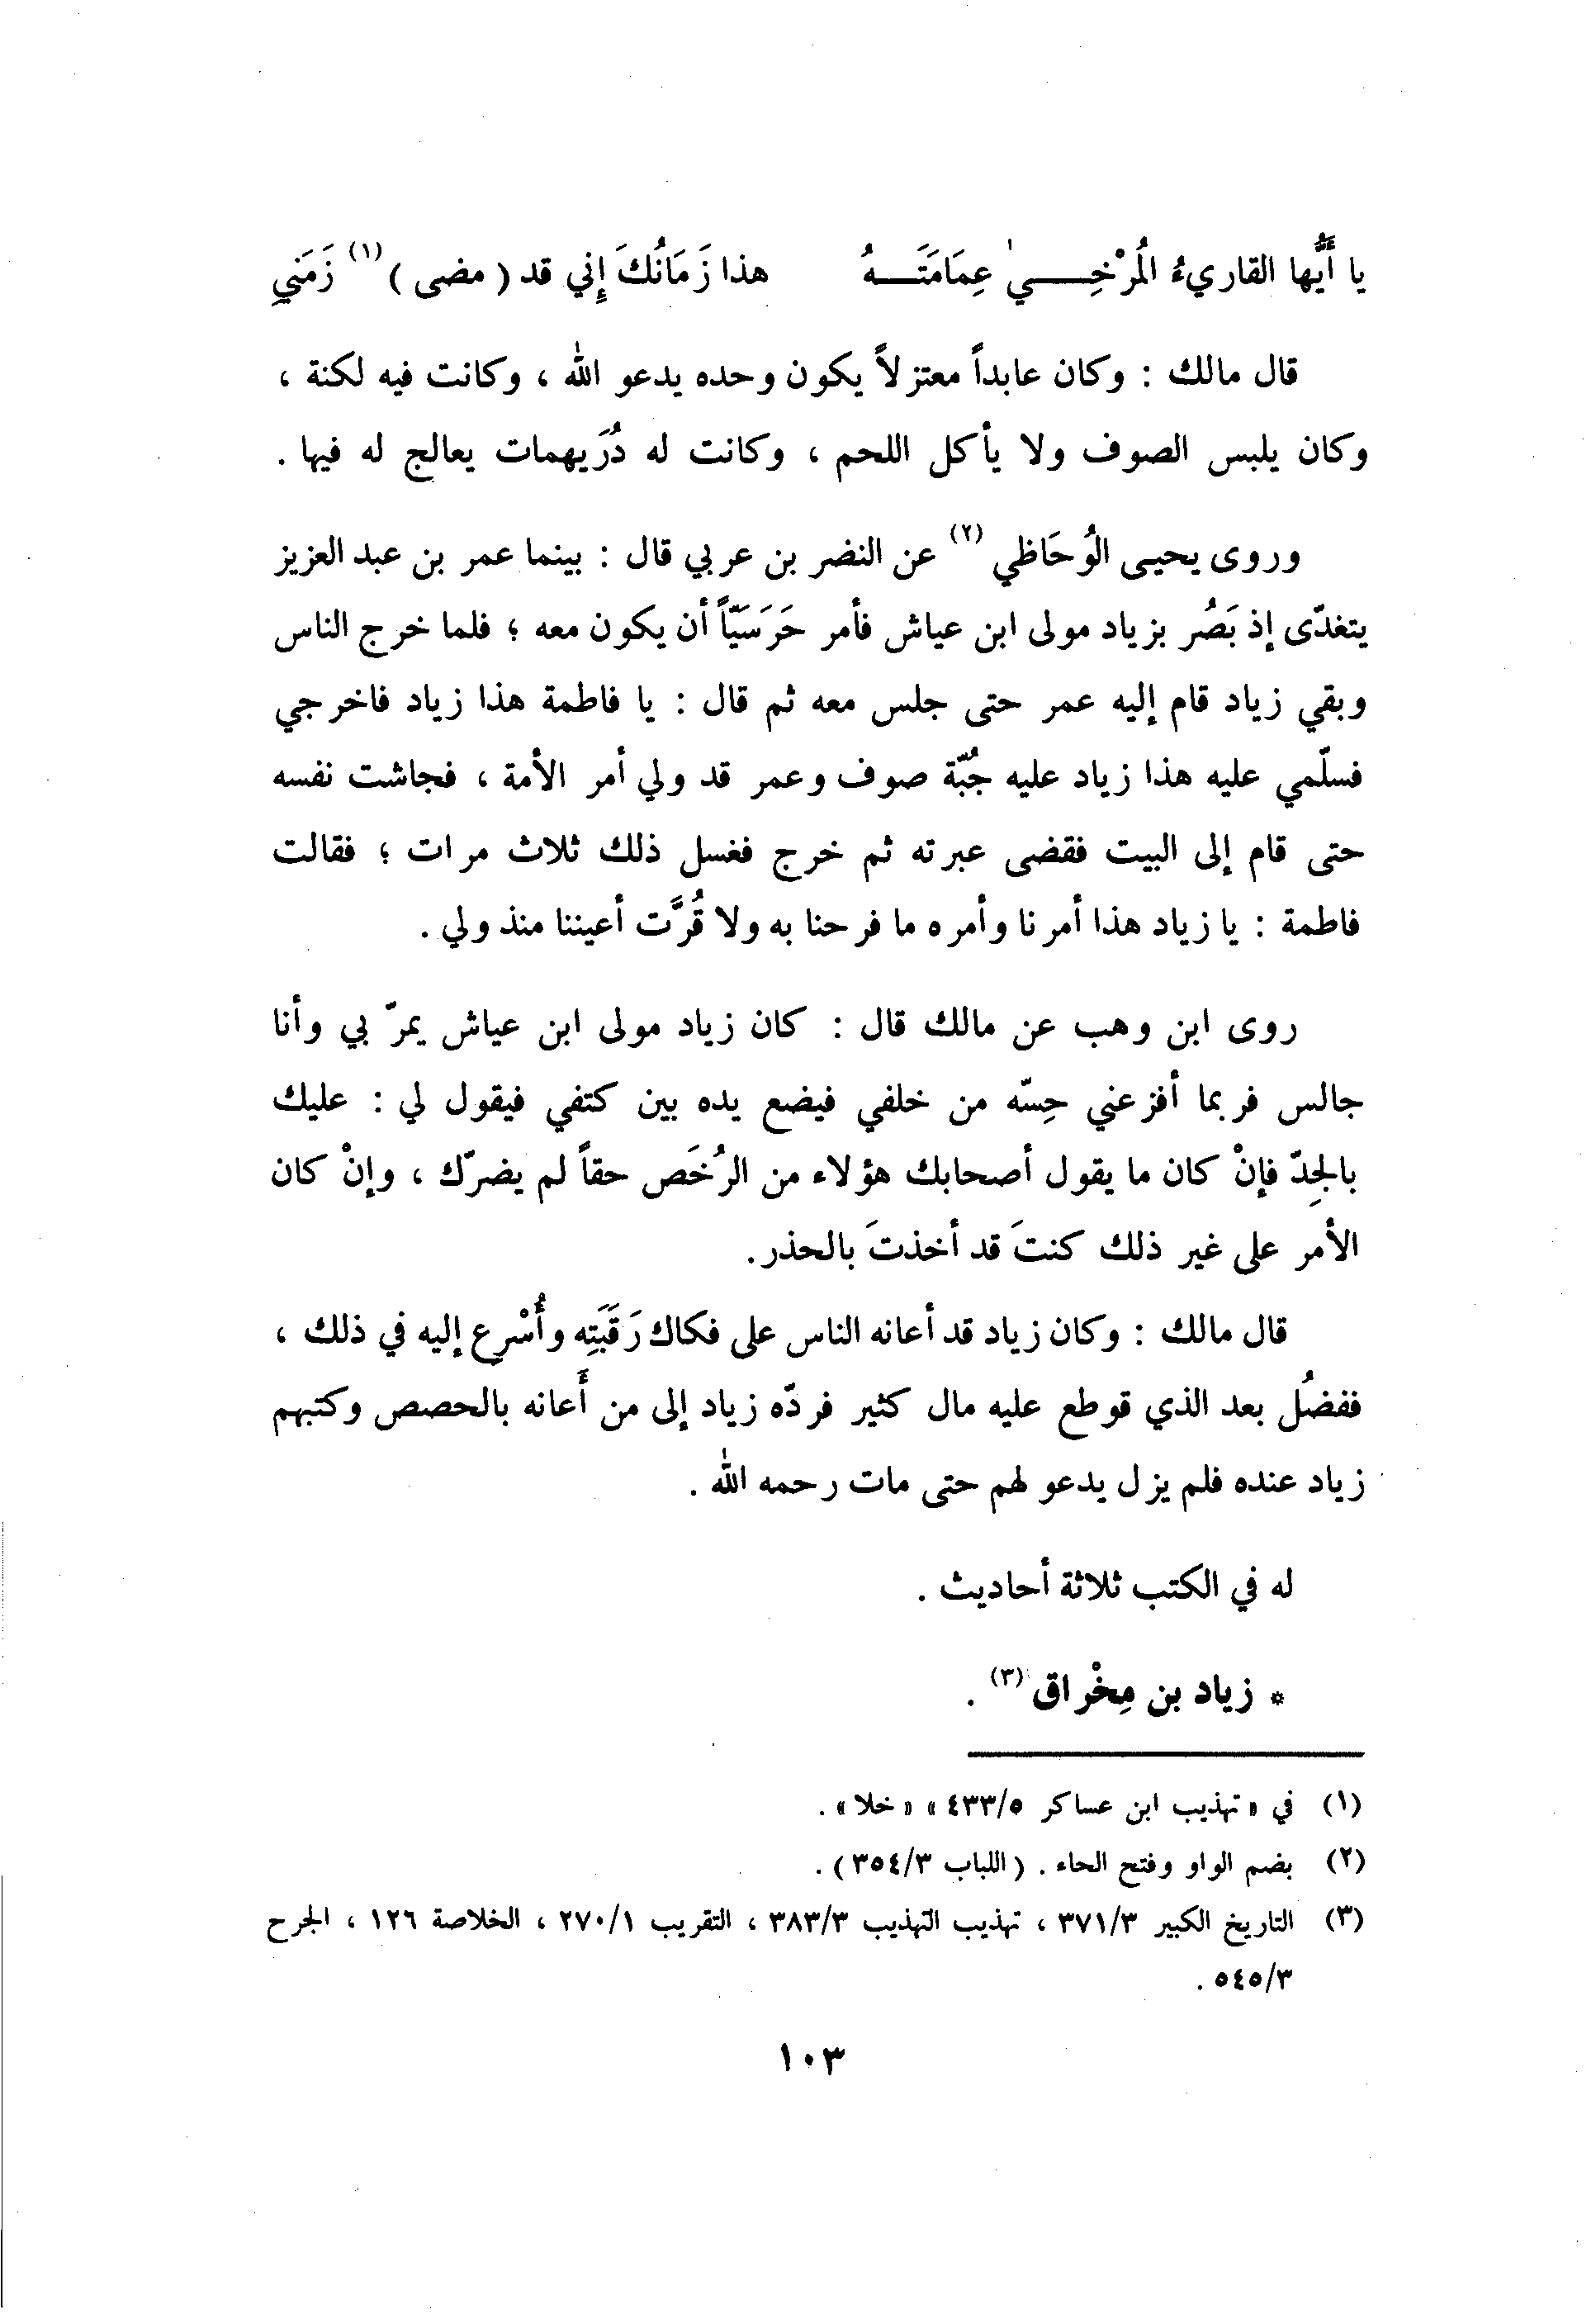 يا أَيُّها القاريءُ المُرْخِي عِمَامَتَهُ هذا زَمَانُكَ إِني قد ( مضى ) (١) زَمَنيِ
قال مالك : وكان عابداً معتزلاً يكون وحده يدعو الله ، وكانت فيه لكنة ،
وكان يلبس الصوف ولا يأكل اللحم ، وكانت له دُرَيهمات يعالج له فيها .
وروى يحيى الوُحَاظي (٢) عن النضر بن عربي قال : بينما عمر بن عبد العزيز
يتغدّى إذ بَصُر بزياد مولى ابن عياش فأمر حَرَسَيّاً أن يكون معه ؛ فلما خرج الناس
وبقي زياد قام إليه عمر حتى جلس معه ثم قال : يا فاطمة هذا زياد فاخرجي
فسلّمي عليه هذا زياد عليه جُبّة صوف وعمر قد ولي أمر الأمة ، فجاشت نفسه
حتى قام إلى البيت فقضى عبرته ثم خرج فغسل ذلك ثلاث مرات ؛ فقالت
فاطمة : يا زياد هذا أمرنا وأمره ما فرحنا به ولا قُرَّت أعيننا منذ ولي .
روى ابن وهب عن مالك قال : كان زياد مولى ابن عياش يمرّ بي وأنا
جالس فربما أفزعني حِسّه من خلفي فيضع يده بين كتفي فيقول لي : عليك
بالجِدّ فإنْ كان ما يقول أصحابك هؤلاء من الرُخَص حقاً لم يضرّك ، وإنْ كان
الأمر على غير ذلك كنتَ قد أخذتَ بالحذر.
قال مالك : وكان زياد قد أعانه الناس على فكاك رَقَبَتِه وأُسْرِع إليه في ذلك ،
ففضُل بعد الذي قوطع عليه مال كثير فردّه زياد إلى من أَعانه بالحصص وكتبهم
زياد عنده فلم يزل يدعو لهم حتى مات رحمه الله .
له في الكتب ثلاثة أحاديث .
* زياد بن مِخْراق (٣) .
(١) في « تهذيب ابن عساكر ٤٣٣/٥ » « خلا » .
(٢) بضم الواو وفتح الحاء . ( اللباب ٣٥٤/٣ ) .
(٣) التاريخ الكبير ٣٧١/٣ ، تهذيب التهذيب ٣٨٣/٣ ، التقريب ٢٧٠/١ ، الخلاصة ١٢٦ ، الجرح
٥٤٥/٣ .
١٠٣